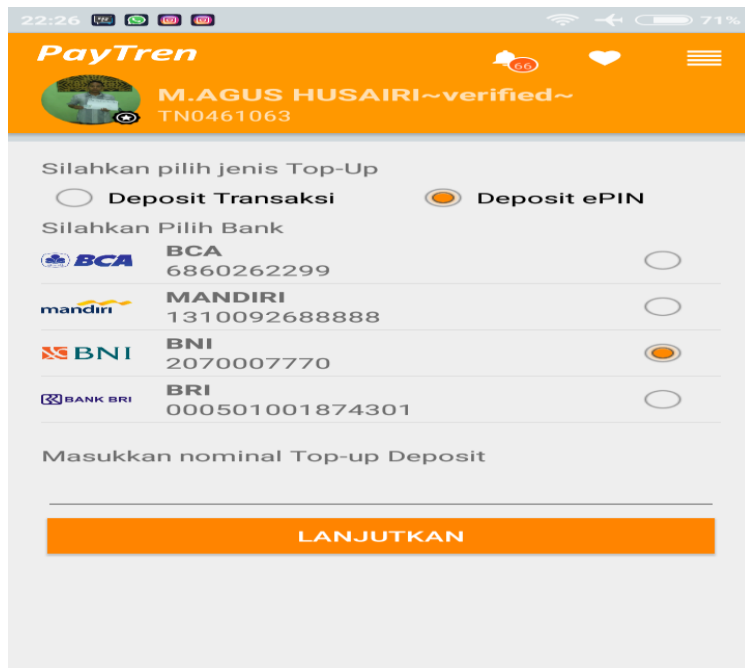 22:26 71%
PayTren
66
M.AGUS HUSAIRI~verified~
TN0461063
Silahkan pilih jenis Top-Up
Deposit Transaksi Deposit ePIN
Silahkan Pilih Bank
BCA BCA
6860262299
mandiri MANDIRI
1310092688888
BNI BNI
2070007770
BANK BRI BRI
000501001874301
Masukkan nominal Top-up Deposit
LANJUTKAN